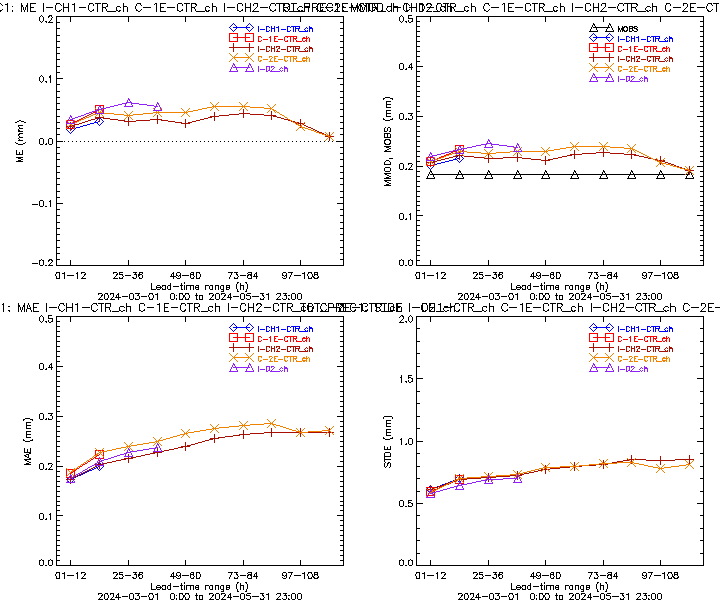 C1: ME I-CH1-CTR_ch C-1E-CTR_ch I-CH2-CTR_ch C-2E-CTR_ch I-CH2-CTR_ch C-1E-CTR_ch I-CH2-CTR_ch C-2E-CT
I-CH1-CTR_ch
C-1E-CTR_ch
I-CH2-CTR_ch
C-2E-CTR_ch
I-D2_ch
ME (mm)
0.2
0.1
0.0
-0.1
-0.2
01-12 25-36 49-60 73-84 97-108
Lead-time range (h)
2024-03-01 0:00 to 2024-05-31 23:00
MOBS
I-CH1-CTR_ch
C-1E-CTR_ch
I-CH2-CTR_ch
C-2E-CTR_ch
I-D2_ch
MMOD, MOBS (mm)
0.5
0.4
0.3
0.2
0.1
0.0
01-12 25-36 49-60 73-84 97-108
Lead-time range (h)
2024-03-01 0:00 to 2024-05-31 23:00
1: MAE I-CH1-CTR_ch C-1E-CTR_ch I-CH2-CTR_ch C-1E-CTR_ch I-CH2-CTR_ch C-2E-
I-CH1-CTR_ch
C-1E-CTR_ch
I-CH2-CTR_ch
C-2E-CTR_ch
I-D2_ch
MAE (mm)
0.5
0.4
0.3
0.2
0.1
0.0
01-12 25-36 49-60 73-84 97-108
Lead-time range (h)
2024-03-01 0:00 to 2024-05-31 23:00
I-CH1-CTR_ch
C-1E-CTR_ch
I-CH2-CTR_ch
C-2E-CTR_ch
I-D2_ch
STDE (mm)
2.0
1.5
1.0
0.5
0.0
01-12 25-36 49-60 73-84 97-108
Lead-time range (h)
2024-03-01 0:00 to 2024-05-31 23:00